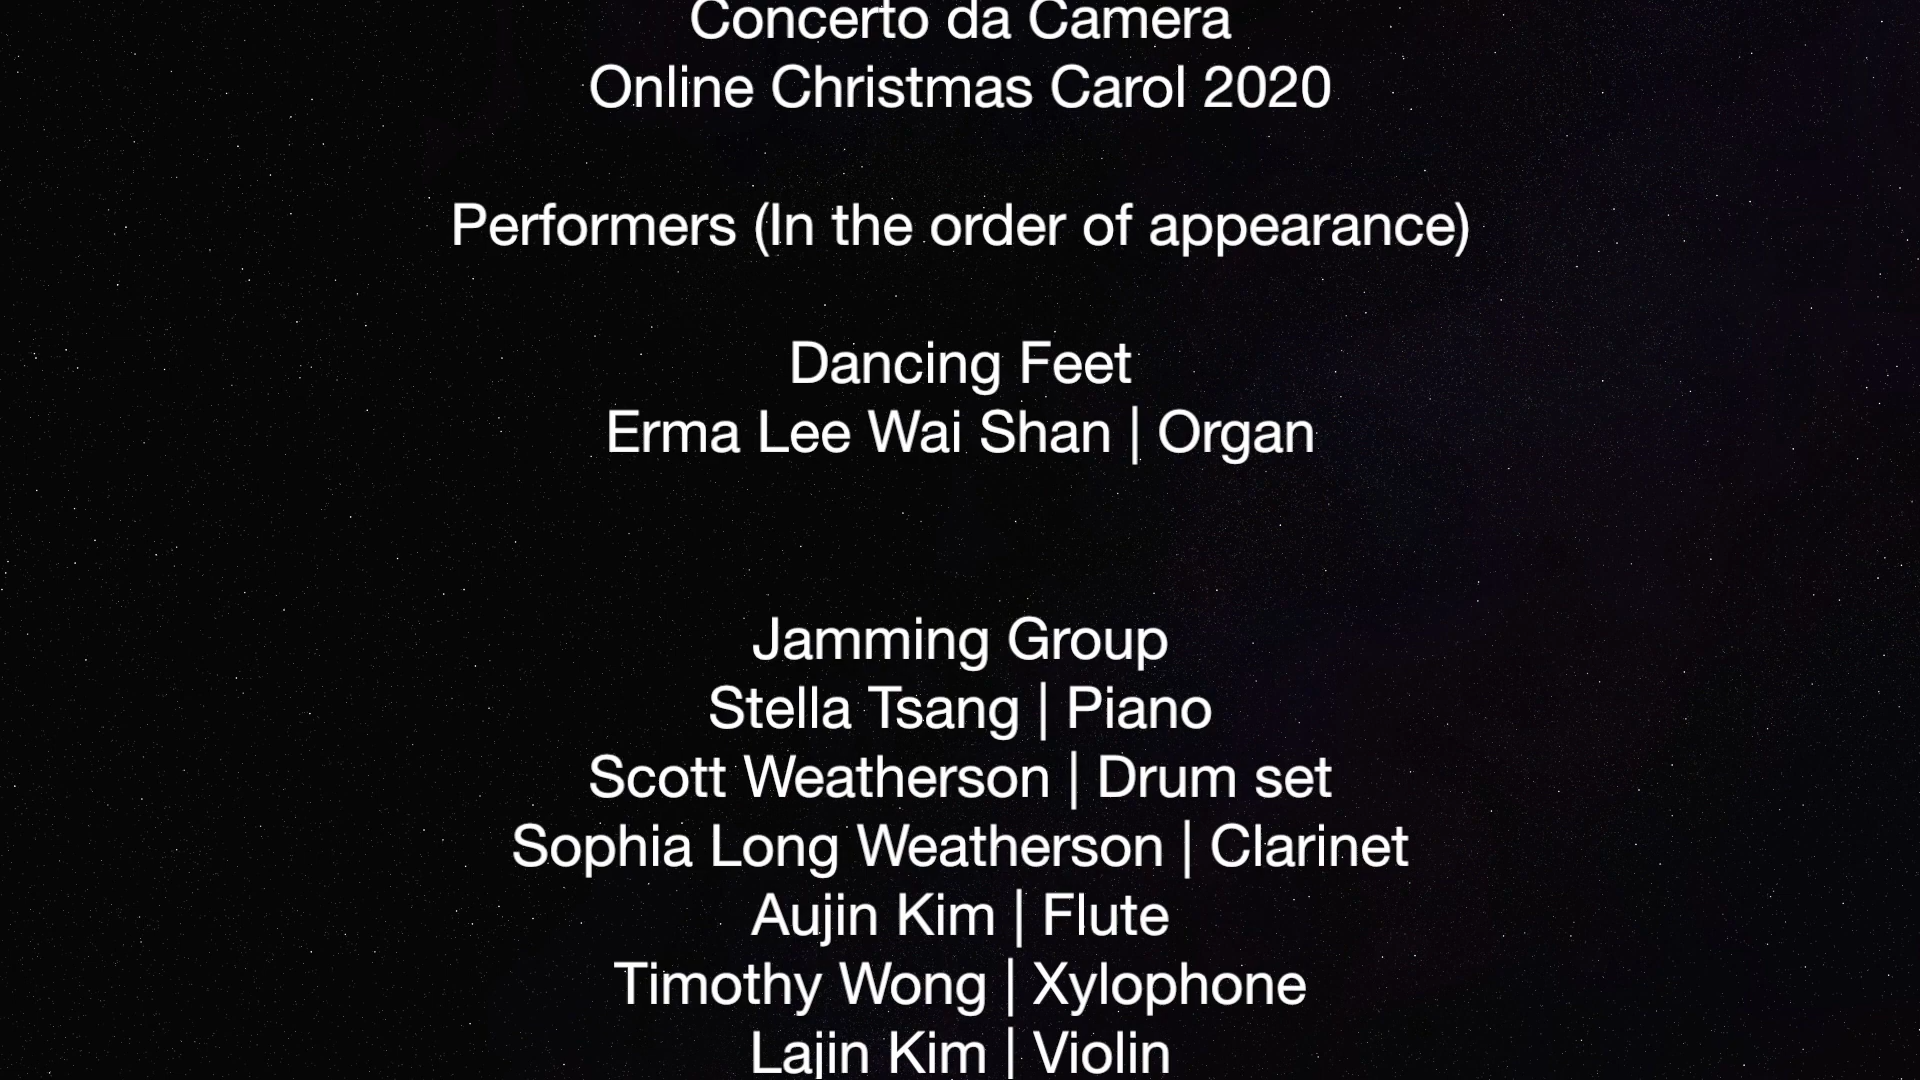 Concerto da Camera
Online Christmas Carol 2020
Performers (In the order of appearance)
Dancing Feet
Erma Lee Wai Shan | Organ
Jamming Group
Stella Tsang | Piano
Scott Weatherson | Drum set
Sophia Long Weatherson | Clarinet
Aujin Kim | Flute
Timothy Wong | Xylophone
Lajin Kim | Violin